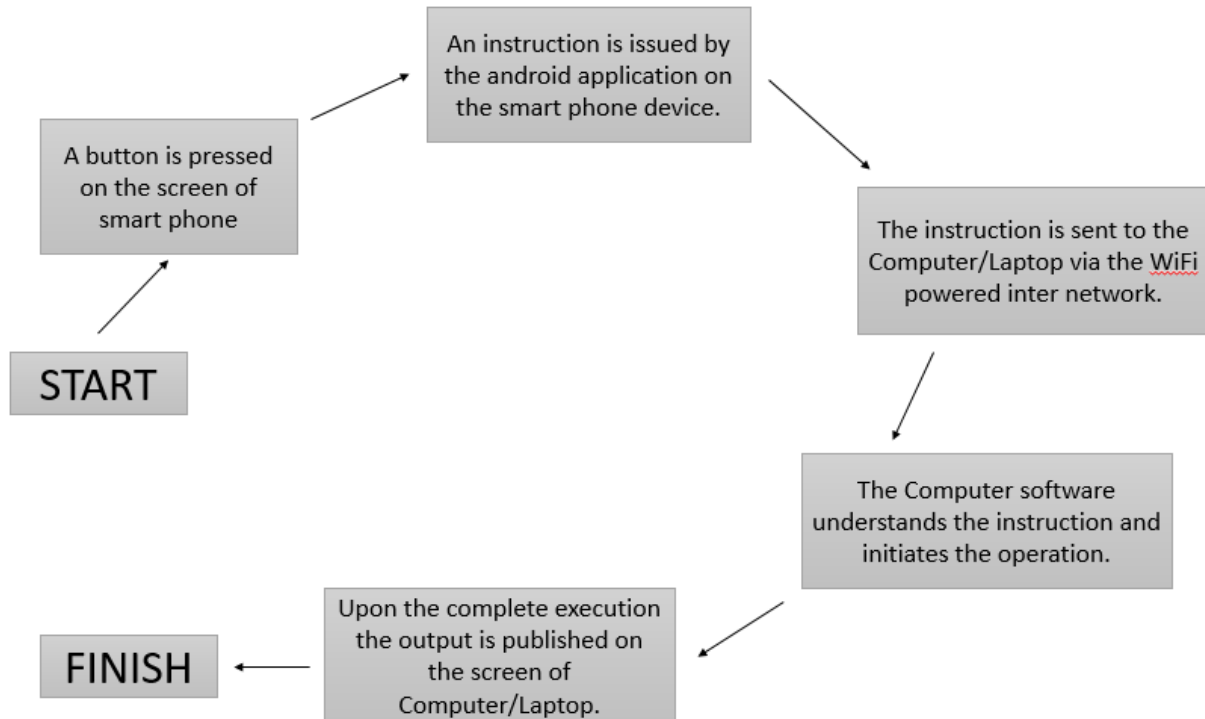 START
A button is pressed
on the screen of
smart phone
An instruction is issued by
the android application on
the smart phone device.
The instruction is sent to the
Computer/Laptop via the WiFi
powered inter network.
The Computer software
understands the instruction and
initiates the operation.
Upon the complete execution
the output is published on
the screen of
Computer/Laptop.
FINISH